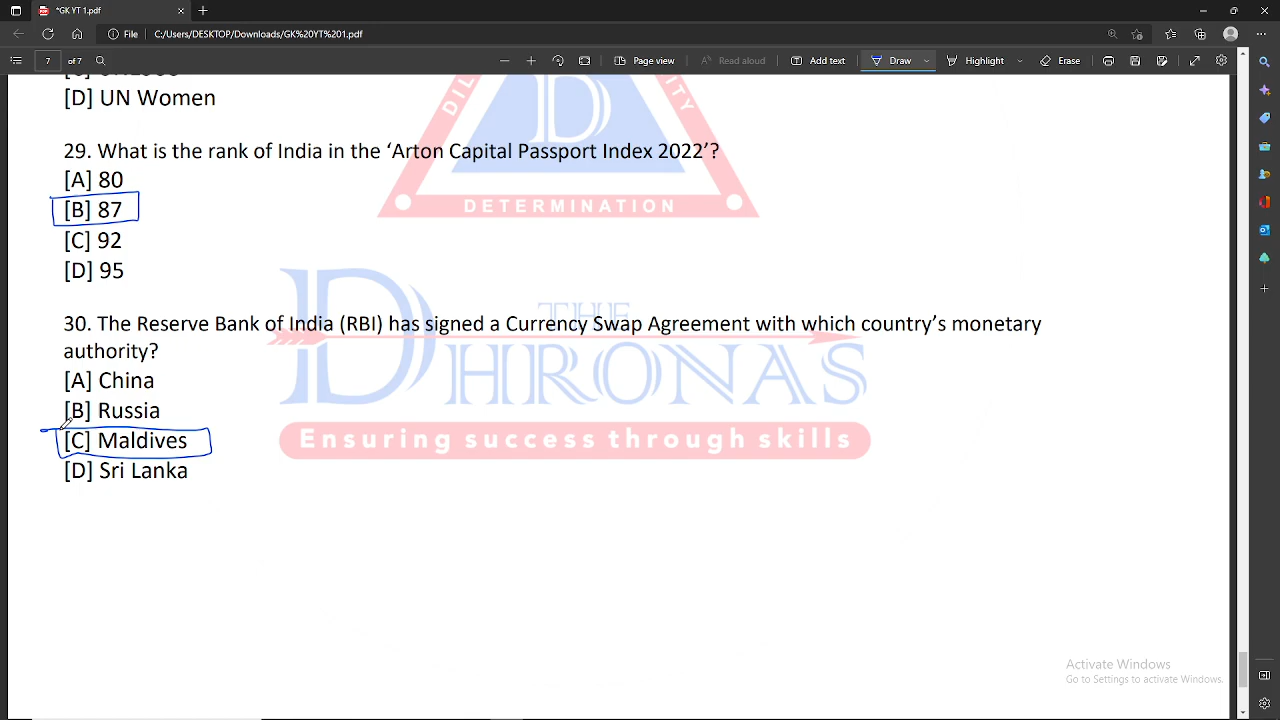 *GK YT 1.pdf
File
C:/Users/DESKTOP/Downloads/GK%20YT%201.pdf
7 of 7
Page view
Read aloud
Add text
Draw
Highlight
Erase
[D] UN Women
29. What is the rank of India in the ‘Arton Capital Passport Index 2022’?
[A] 80
[B] 87
[C] 92
[D] 95
DETERMINATION
30. The Reserve Bank of India (RBI) has signed a Currency Swap Agreement with which country’s monetary
authority?
[A] China
[B] Russia
[C] Maldives
[D] Sri Lanka
THE
DHRONAS
Ensuring success through skills
Activate Windows
Go to Settings to activate Windows.